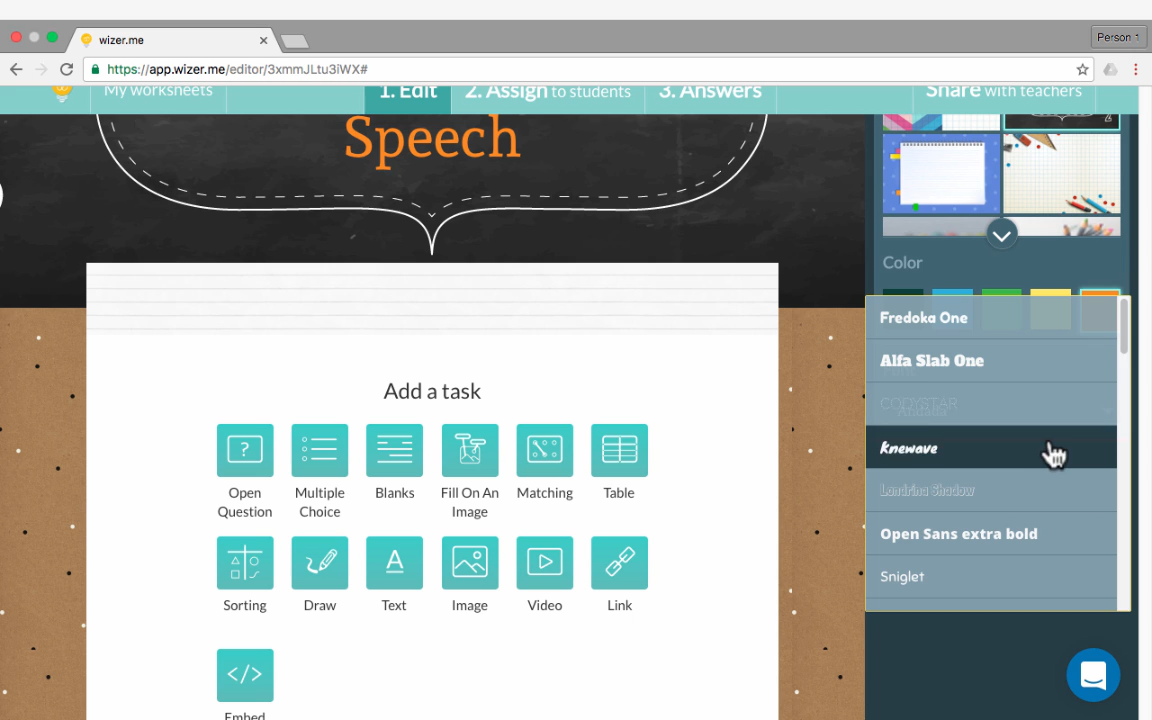 wizer.me
Person 1
https://app.wizer.me/editor/3xmmJLtu3iWX#
My worksheets
1. Edit
2. Assign to students
3. Answers
Share with teachers
Speech
Color
Fredoka One
Alfa Slab One
CODYSTAR
Knewave
Londrina Shadow
Open Sans extra bold
Sniglet
Add a task
Open Question
Multiple Choice
Blanks
Fill On An Image
Matching
Table
Sorting
Draw
Text
Image
Video
Link
Embed